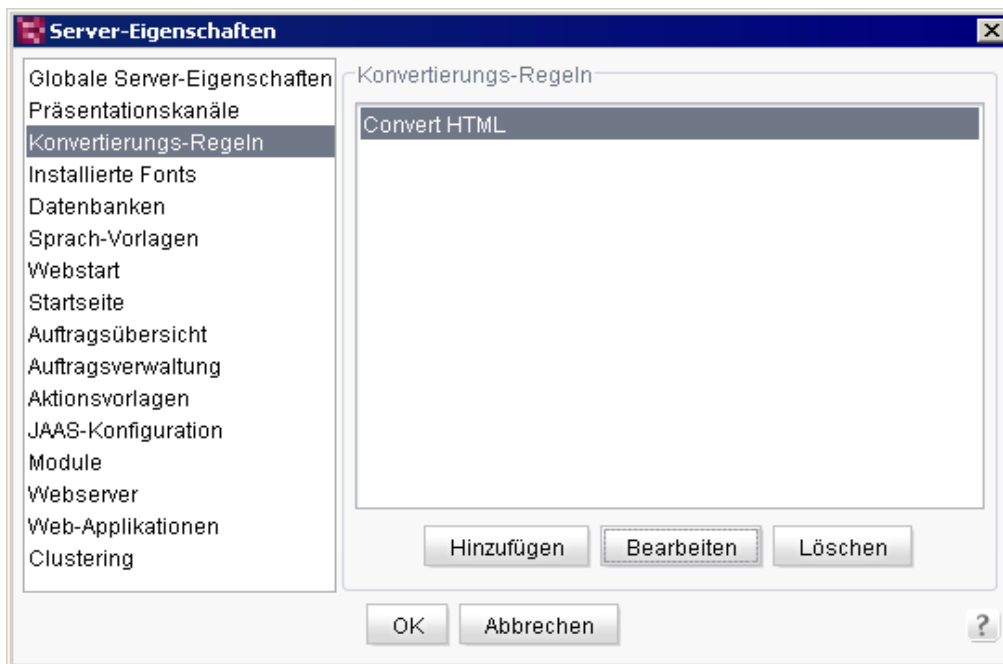 Server-Eigenschaften
Globale Server-Eigenschaften
Präsentationskanäle
Konvertierungs-Regeln
Installierte Fonts
Datenbanken
Sprach-Vorlagen
Webstart
Startseite
Auftragsübersicht
Auftragsverwaltung
Aktionsvorlagen
JAAS-Konfiguration
Module
Webserver
Web-Applikationen
Clustering
Konvertierungs-Regeln
Convert HTML
Hinzufügen Bearbeiten Löschen
OK Abbrechen ?